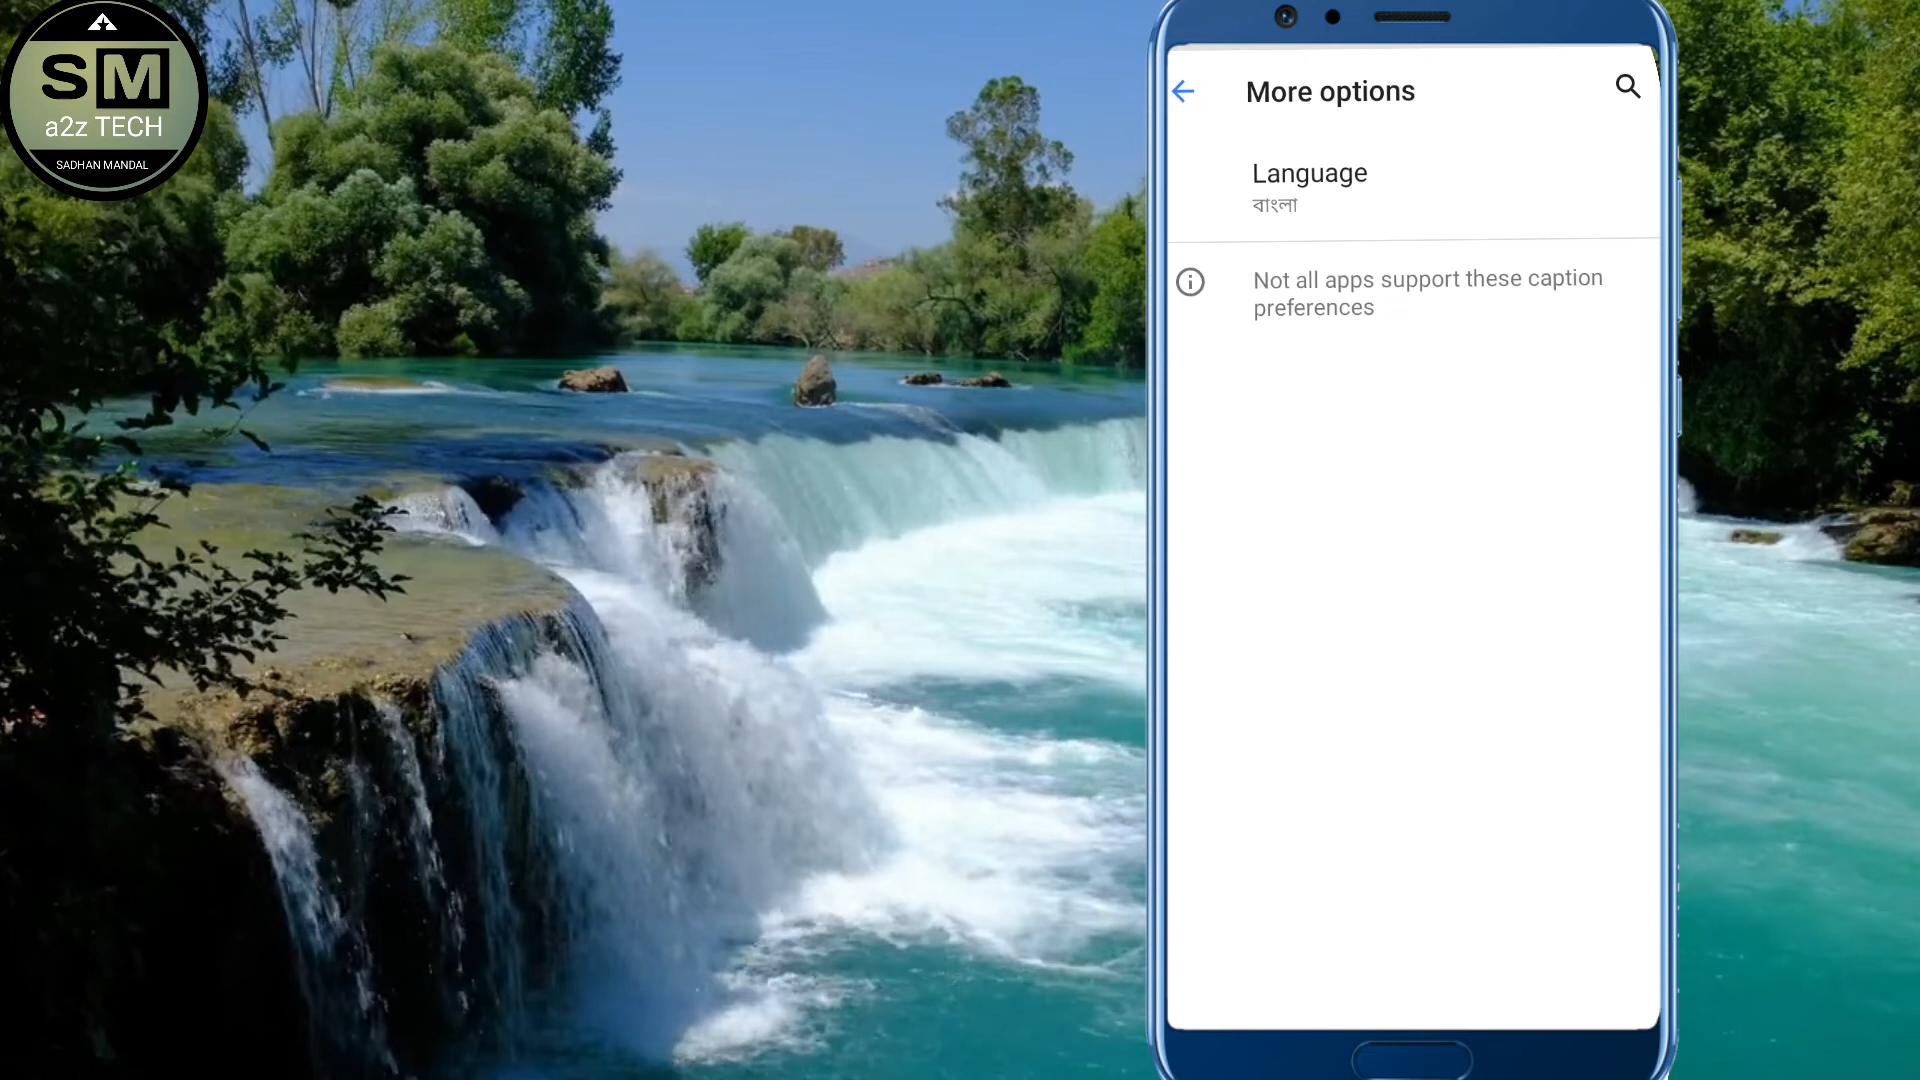 SM
a2z TECH
SADHAN MANDAL
More options
Language
বাংলা
Not all apps support these caption
preferences